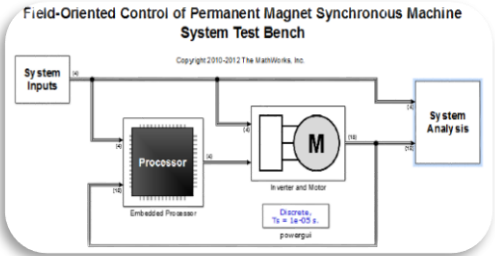 Field-Oriented Control of Permanent Magnet Synchronous Machine
System Test Bench
Copyright 2010-2012 The MathWorks, Inc.
System
Inputs
{4}
{4}
{4}
{4}
{4}
{10}
{10}
{10}
Processor
M
System
Analysis
Embedded Processor
Inverter and Motor
Discrete,
Ts = 1e-05 s.
powergui